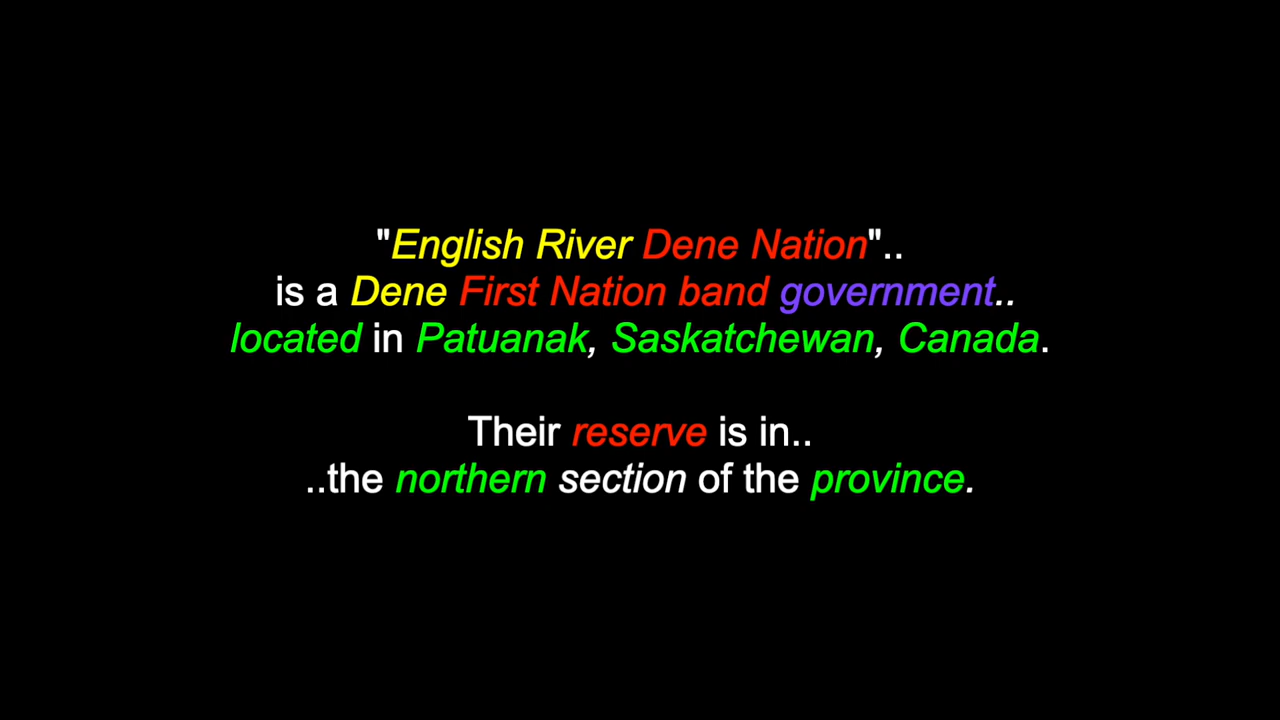 "English River Dene Nation"..
is a Dene First Nation band government..
located in Patuanak, Saskatchewan, Canada.
Their reserve is in..
..the northern section of the province.